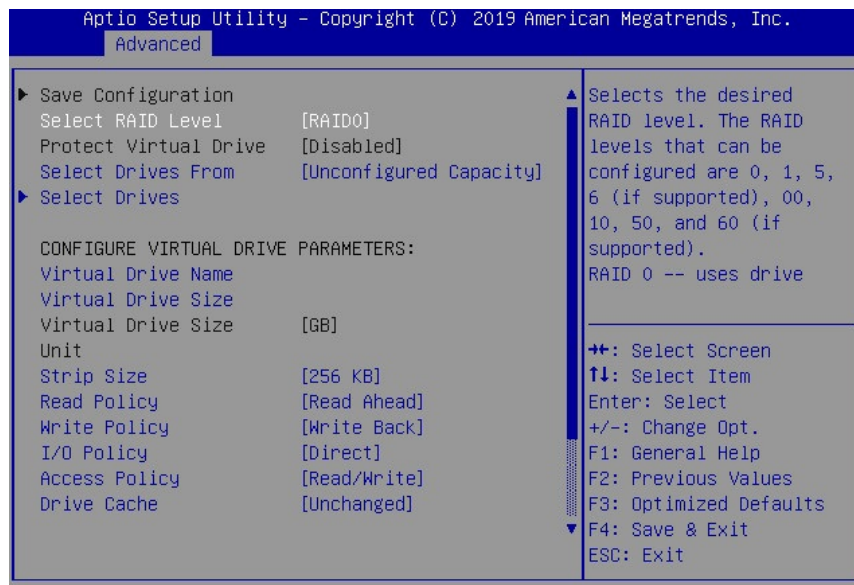 Aptio Setup Utility – Copyright (C) 2019 American Megatrends, Inc.
Advanced
Save Configuration
Select RAID Level [RAID0]
Protect Virtual Drive [Disabled]
Select Drives From [Unconfigured Capacity]
Select Drives
CONFIGURE VIRTUAL DRIVE PARAMETERS:
Virtual Drive Name
Virtual Drive Size
Virtual Drive Size [GB]
Unit
Strip Size [256 KB]
Read Policy [Read Ahead]
Write Policy [Write Back]
I/O Policy [Direct]
Access Policy [Read/Write]
Drive Cache [Unchanged]
Selects the desired
RAID level. The RAID
levels that can be
configured are 0, 1, 5,
6 (if supported), 00,
10, 50, and 60 (if
supported).
RAID 0 -- uses drive
→←: Select Screen
↑↓: Select Item
Enter: Select
+/-: Change Opt.
F1: General Help
F2: Previous Values
F3: Optimized Defaults
F4: Save & Exit
ESC: Exit